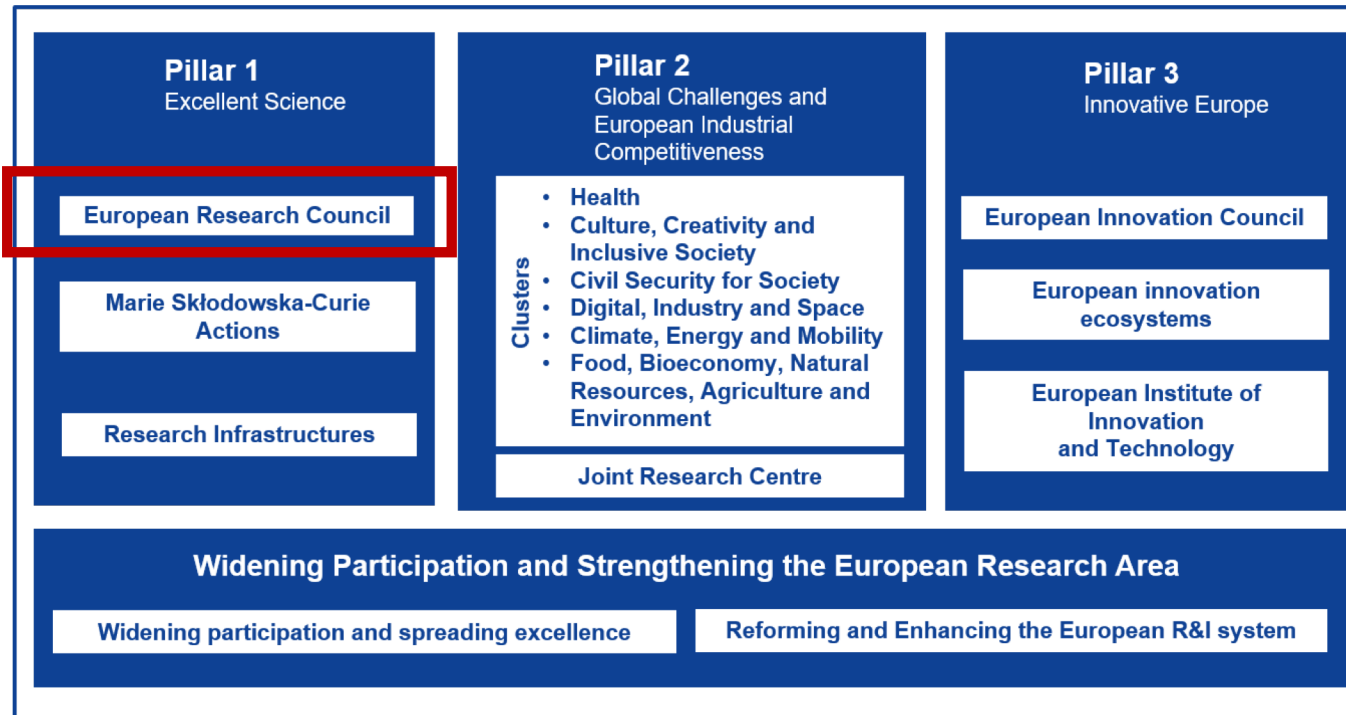 Pillar 1
Excellent Science
European Research Council
Marie Skłodowska-Curie
Actions
Research Infrastructures
Pillar 2
Global Challenges and
European Industrial
Competitiveness
Clusters
• Health
• Culture, Creativity and
Inclusive Society
• Civil Security for Society
• Digital, Industry and Space
• Climate, Energy and Mobility
• Food, Bioeconomy, Natural
Resources, Agriculture and
Environment
Joint Research Centre
Pillar 3
Innovative Europe
European Innovation Council
European innovation
ecosystems
European Institute of
Innovation
and Technology
Widening Participation and Strengthening the European Research Area
Widening participation and spreading excellence
Reforming and Enhancing the European R&I system